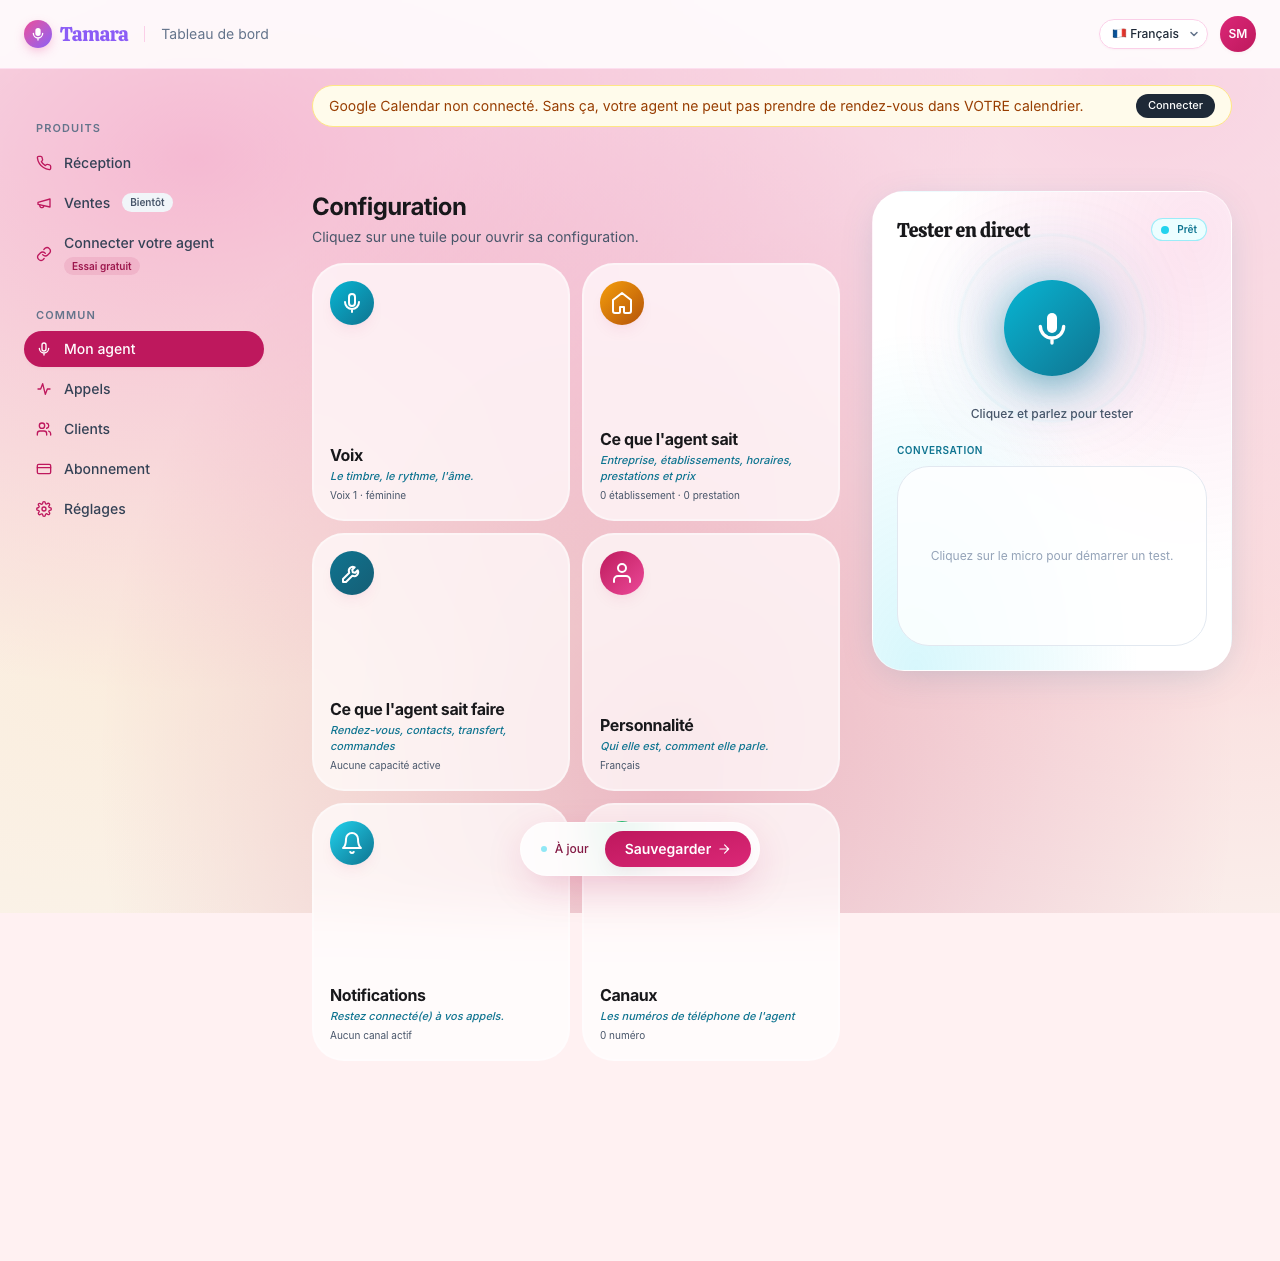 Tamara
Tableau de bord
Français
SM
Google Calendar non connecté. Sans ça, votre agent ne peut pas prendre de rendez-vous dans VOTRE calendrier.
Connecter
PRODUITS
Réception
Ventes
Bientôt
Connecter votre agent
Essai gratuit
COMMUN
Mon agent
Appels
Clients
Abonnement
Réglages
Configuration
Cliquez sur une tuile pour ouvrir sa configuration.
Voix
Le timbre, le rythme, l'âme.
Voix 1 · féminine
Ce que l'agent sait
Entreprise, établissements, horaires,
prestations et prix
0 établissement · 0 prestation
Ce que l'agent sait faire
Rendez-vous, contacts, transfert,
commandes
Aucune capacité active
Personnalité
Qui elle est, comment elle parle.
Français
À jour
Sauvegarder
Notifications
Restez connecté(e) à vos appels.
Aucun canal actif
Canaux
Les numéros de téléphone de l'agent
0 numéro
Tester en direct
Prêt
Cliquez et parlez pour tester
CONVERSATION
Cliquez sur le micro pour démarrer un test.